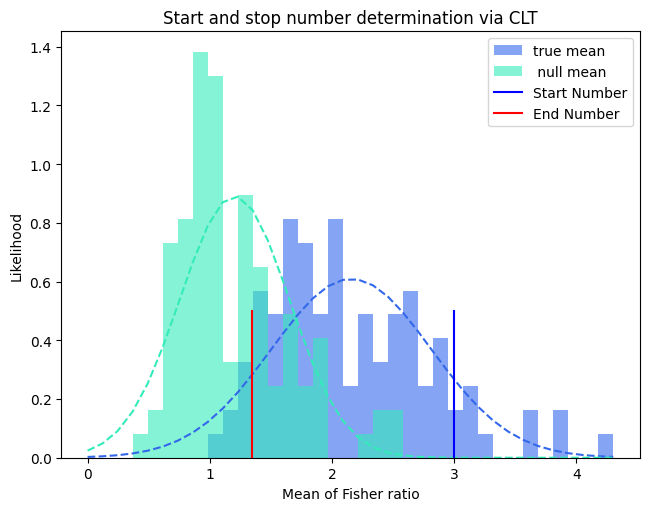 Start and stop number determination via CLT
true mean
null mean
Start Number
End Number
Likelihood
1.4
1.2
1.0
0.8
0.6
0.4
0.2
0.0
0
1
2
3
4
Mean of Fisher ratio